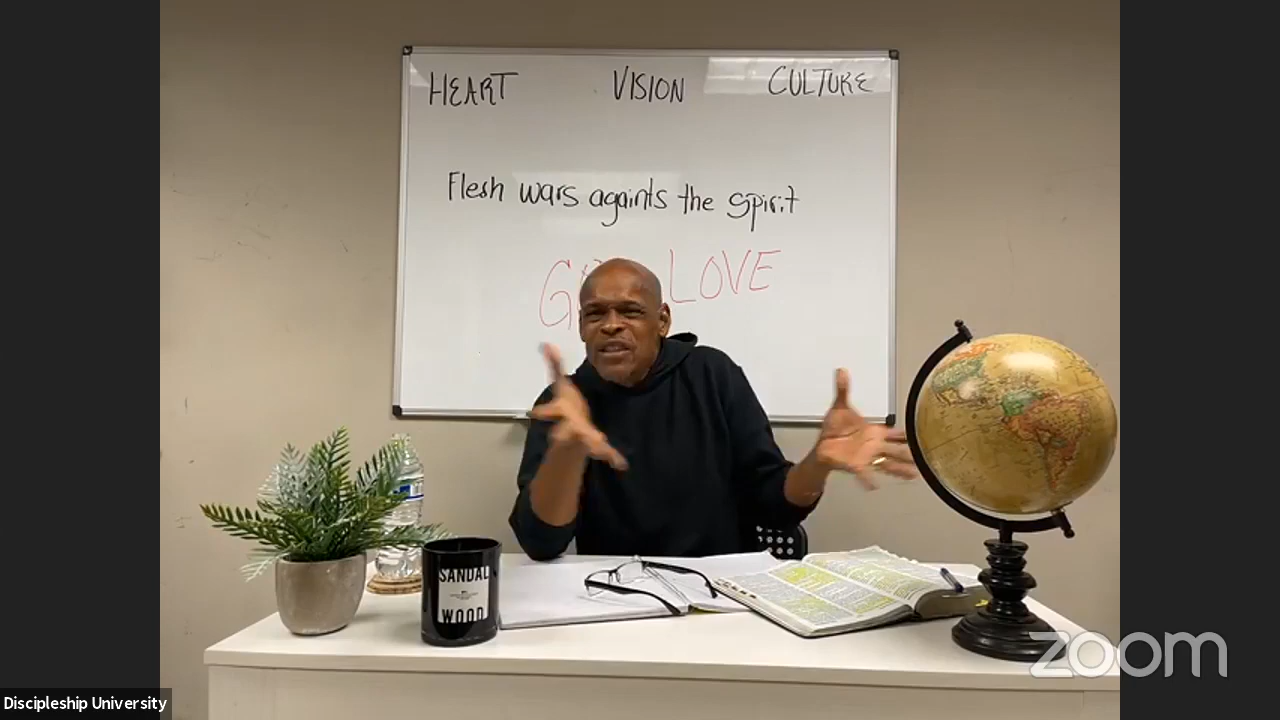 HEART VISION CULTURE
Flesh wars againts the spirit
LOVE
SANDAL
WOOD
zoom
Discipleship University